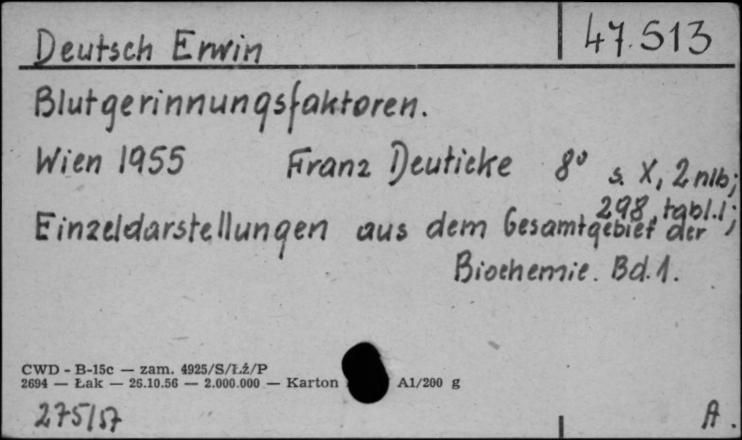 Deutsch Erwin 47.513
Blutgerinnungsfaktoren.
Wien 1955 Franz Deuticke 8° s. X, 2 nlb;
298, tabl. 1;
Einzeldarstellungen aus dem Gesamtgebiet der
Biochemie. Bd. 1.
CWD - B-15c — zam. 4925/S/Łż/P
2694 — Łak — 26.10.56 — 2.000.000 — Karton A1/200 g
275/57 A.